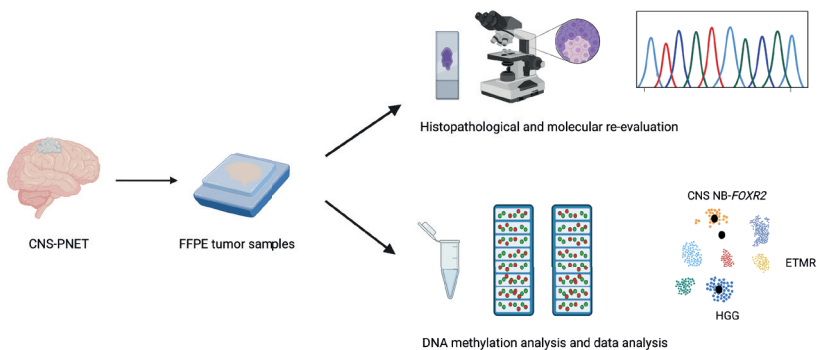 Histopathological and molecular re-evaluation
CNS-PNET
FFPE tumor samples
CNS NB-FOXR2
ETMR
HGG
DNA methylation analysis and data analysis